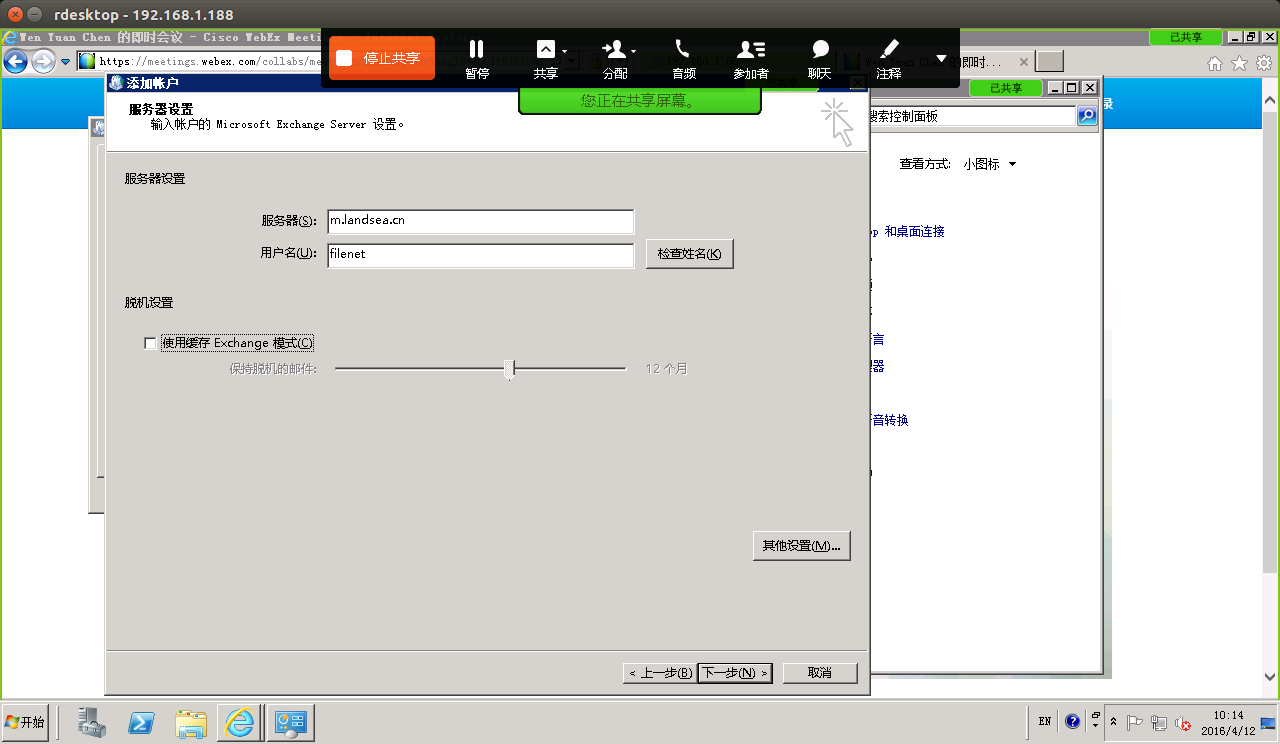 rdesktop - 192.168.1.188
Wen Yuan Chen 的即时会议 - Cisco WebEx Meeti
已共享
https://meetings.webex.com/collabs/me
停止共享
暂停
共享
分配
音频
参加者
聊天
注释
的即时...
您正在共享屏幕。
添加帐户
已共享
服务器设置
输入帐户的 Microsoft Exchange Server 设置。
录
搜索控制面板
查看方式:
小图标
服务器设置
服务器(S):
m.landsea.cn
用户名(U):
filenet
检查姓名(K)
op 和桌面连接
脱机设置
使用缓存 Exchange 模式(C)
言
保持脱机的邮件:
12 个月
器
音转换
其他设置(M)...
< 上一步(B)
下一步(N) >
取消
开始
EN
10:14
2016/4/12